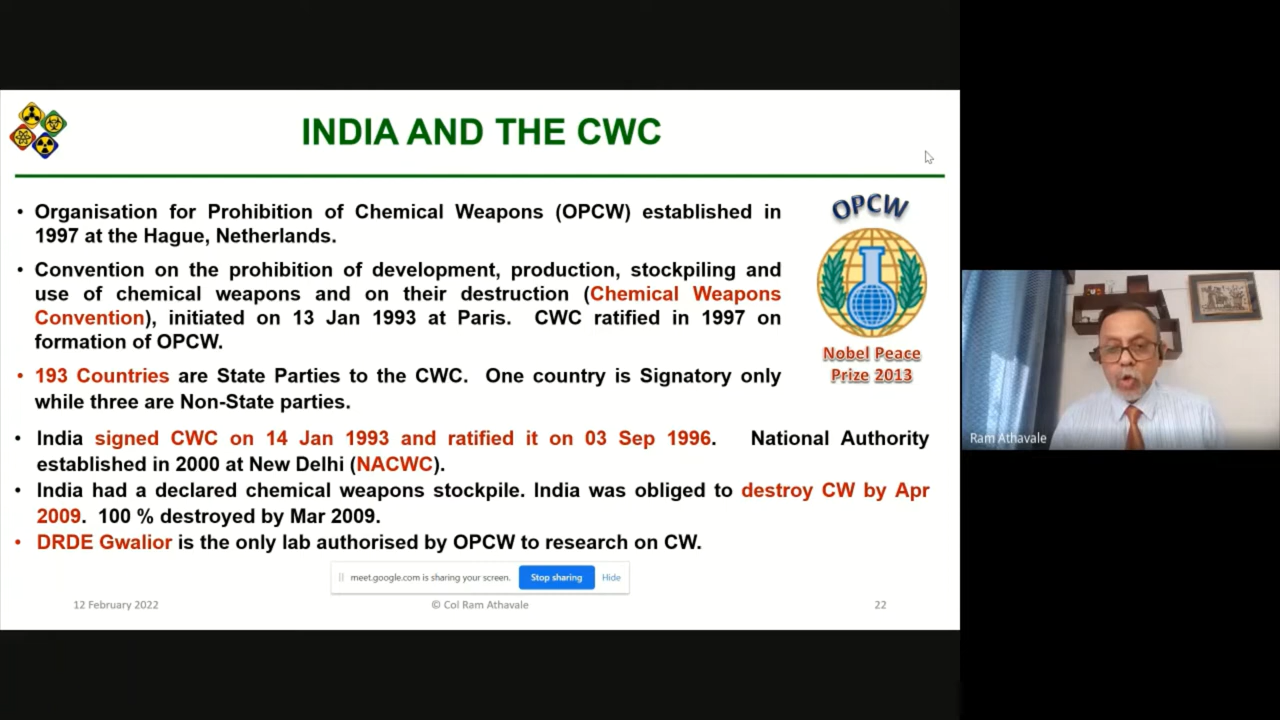 INDIA AND THE CWC
• Organisation for Prohibition of Chemical Weapons (OPCW) established in
1997 at the Hague, Netherlands.
• Convention on the prohibition of development, production, stockpiling and
use of chemical weapons and on their destruction (Chemical Weapons
Convention), initiated on 13 Jan 1993 at Paris. CWC ratified in 1997 on
formation of OPCW.
• 193 Countries are State Parties to the CWC. One country is Signatory only
while three are Non-State parties.
• India signed CWC on 14 Jan 1993 and ratified it on 03 Sep 1996. National Authority
established in 2000 at New Delhi (NACWC).
• India had a declared chemical weapons stockpile. India was obliged to destroy CW by Apr
2009. 100 % destroyed by Mar 2009.
• DRDE Gwalior is the only lab authorised by OPCW to research on CW.
OPCW
Nobel Peace
Prize 2013
meet.google.com is sharing your screen. Stop sharing Hide
12 February 2022 © Col Ram Athavale 22
Ram Athavale